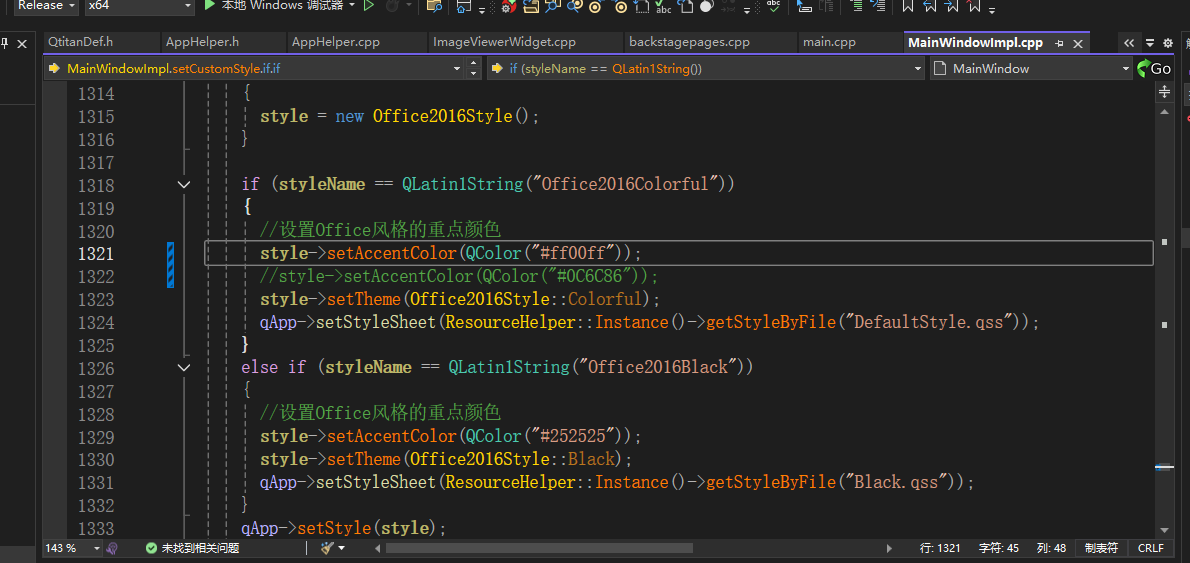 Release x64 本地 Windows 调试器
QtitanDef.h AppHelper.h AppHelper.cpp ImageViewerWidget.cpp backstagepages.cpp main.cpp MainWindowImpl.cpp
MainWindowImpl.setCustomStyle.if.if if (styleName == QLatin1String()) MainWindow Go
1314 {
1315 style = new Office2016Style();
1316 }
1317
1318 if (styleName == QLatin1String("Office2016Colorful"))
1319 {
1320 //设置Office风格的重点颜色
1321 style->setAccentColor(QColor("#ff00ff"));
1322 //style->setAccentColor(QColor("#0C6C86"));
1323 style->setTheme(Office2016Style::Colorful);
1324 qApp->setStyleSheet(ResourceHelper::Instance()->getStyleByFile("DefaultStyle.qss"));
1325 }
1326 else if (styleName == QLatin1String("Office2016Black"))
1327 {
1328 //设置Office风格的重点颜色
1329 style->setAccentColor(QColor("#252525"));
1330 style->setTheme(Office2016Style::Black);
1331 qApp->setStyleSheet(ResourceHelper::Instance()->getStyleByFile("Black.qss"));
1332 }
1333 qApp->setStyle(style);
143 % 未找到相关问题 行: 1321 字符: 45 列: 48 制表符 CRLF